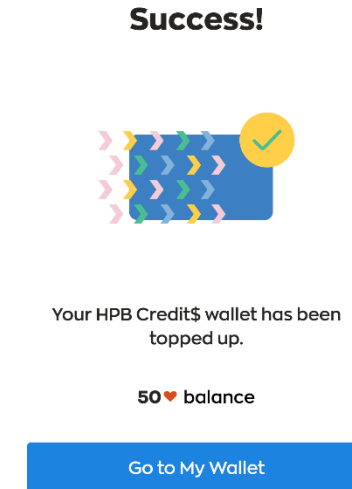 Success!
Your HPB Credit$ wallet has been
topped up.
50❤ balance
Go to My Wallet